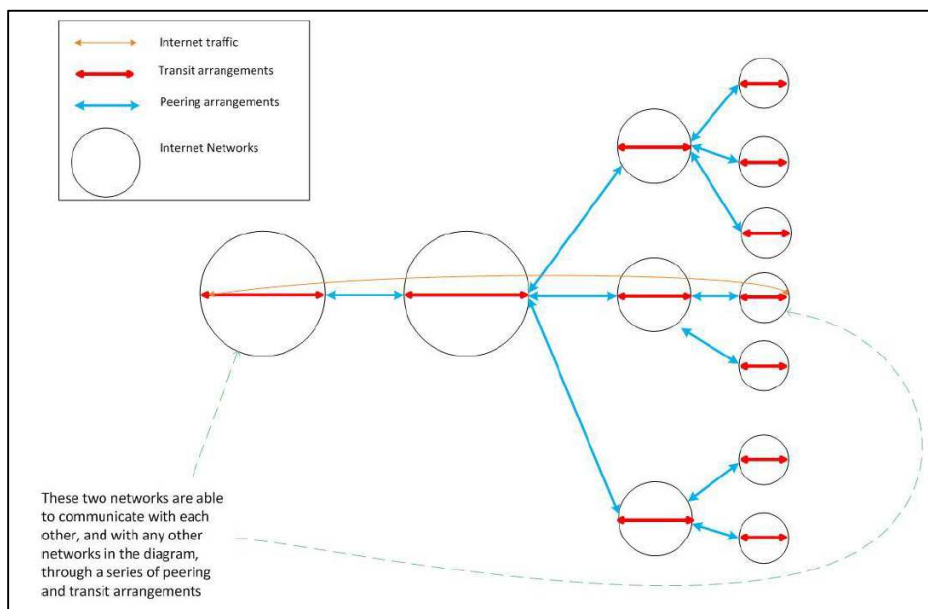 Internet traffic
Transit arrangements
Peering arrangements
Internet Networks
These two networks are able
to communicate with each
other, and with any other
networks in the diagram,
through a series of peering
and transit arrangements